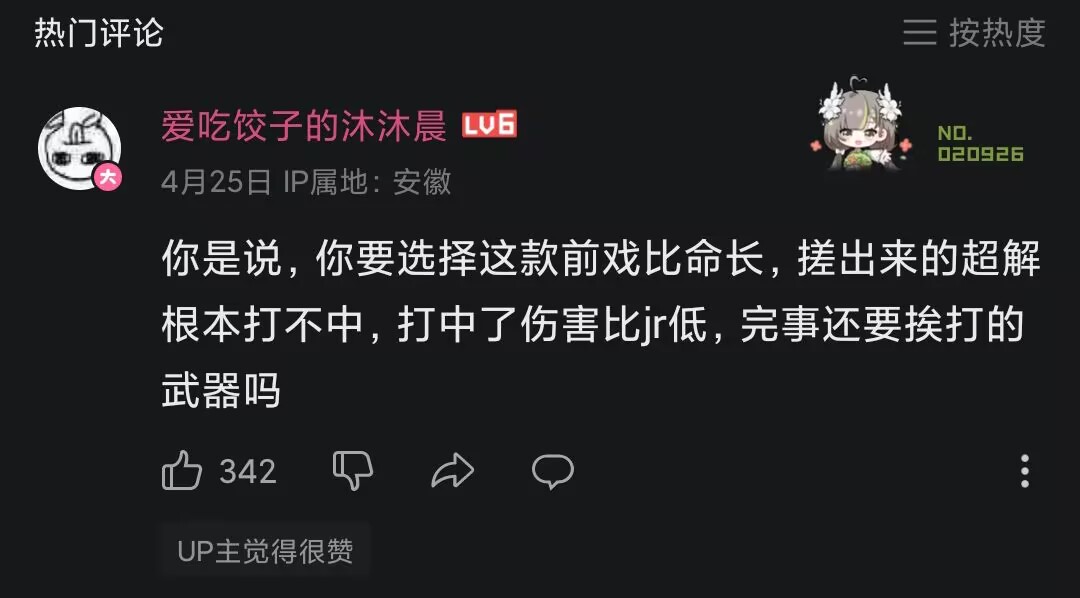 热门评论
按热度
爱吃饺子的沐沐晨 LV6
NO.
020926
大
4月25日 IP属地：安徽
你是说，你要选择这款前戏比命长，搓出来的超解
根本打不中，打中了伤害比jr低，完事还要挨打的
武器吗
342
UP主觉得很赞